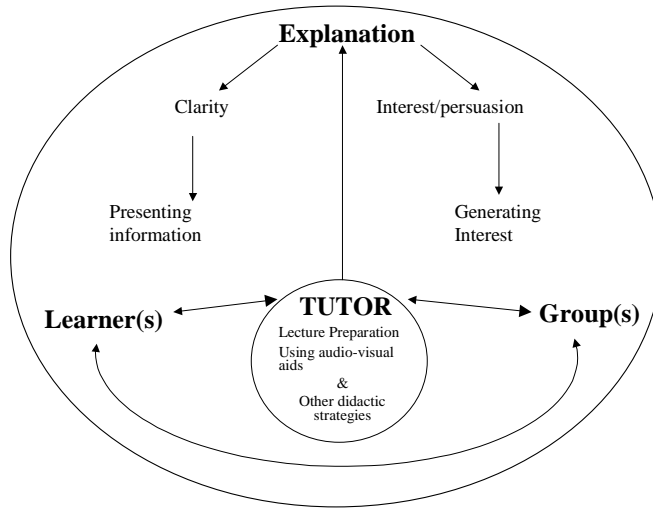 Explanation
Clarity
Interest/persuasion
Presenting
information
Generating
Interest
Learner(s)
TUTOR
Lecture Preparation
Using audio-visual
aids
&
Other didactic
strategies
Group(s)